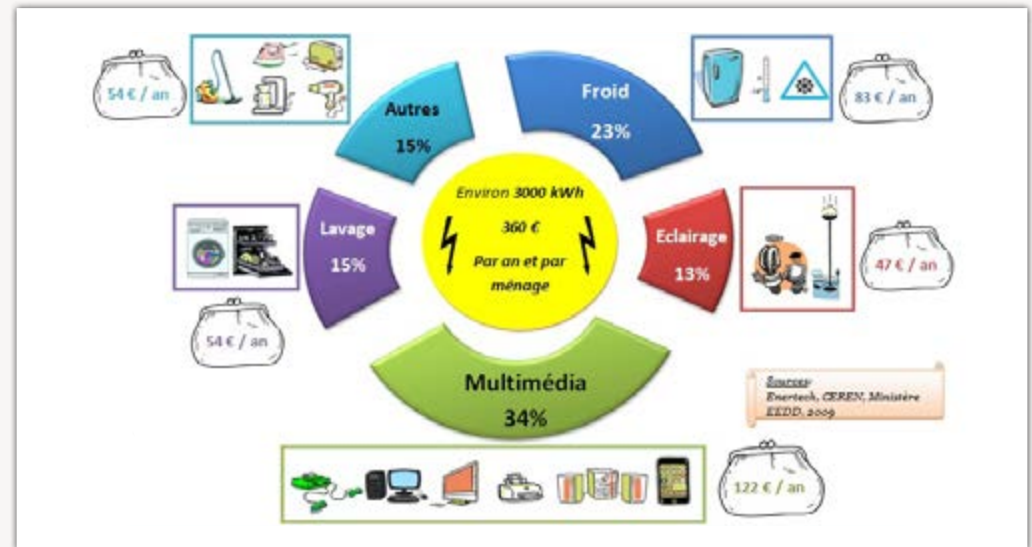 54 € / an
Autres
15%
Froid
23%
83 € / an
Environ 3000 kWh
360 €
Par an et par
ménage
Lavage
15%
54 € / an
Eclairage
13%
47 € / an
Multimédia
34%
122 € / an
Sources
Enertech, CEREN, Ministère
EEDD, 2009